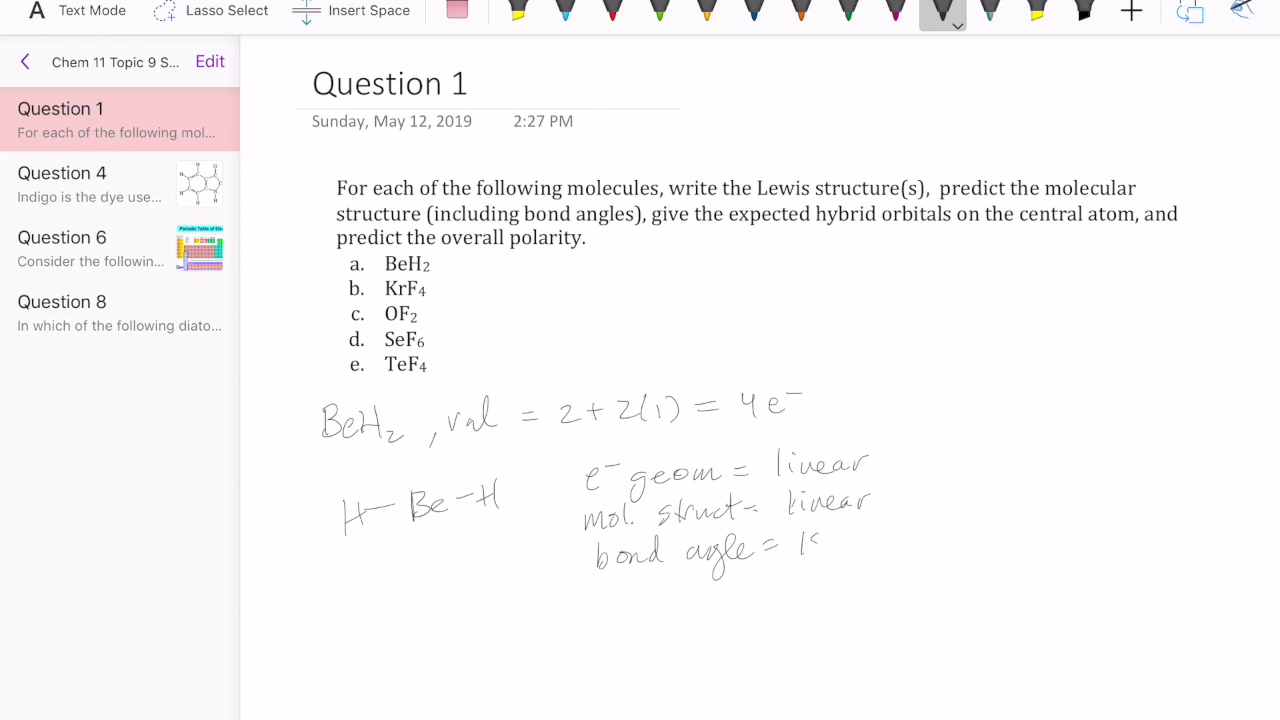 A Text Mode Lasso Select Insert Space
Chem 11 Topic 9 S... Edit
Question 1
For each of the following mol...
Question 4
Indigo is the dye use...
Question 6
Consider the followin...
Question 8
In which of the following diato...
Question 1
Sunday, May 12, 2019 2:27 PM
For each of the following molecules, write the Lewis structure(s), predict the molecular
structure (including bond angles), give the expected hybrid orbitals on the central atom, and
predict the overall polarity.
a. BeH₂
b. KrF₄
c. OF₂
d. SeF₆
e. TeF₄
BeH₂, val = 2 + 2(1) = 4e⁻
H-Be-H
e⁻ geom = linear
mol. struct = linear
bond angle = 1